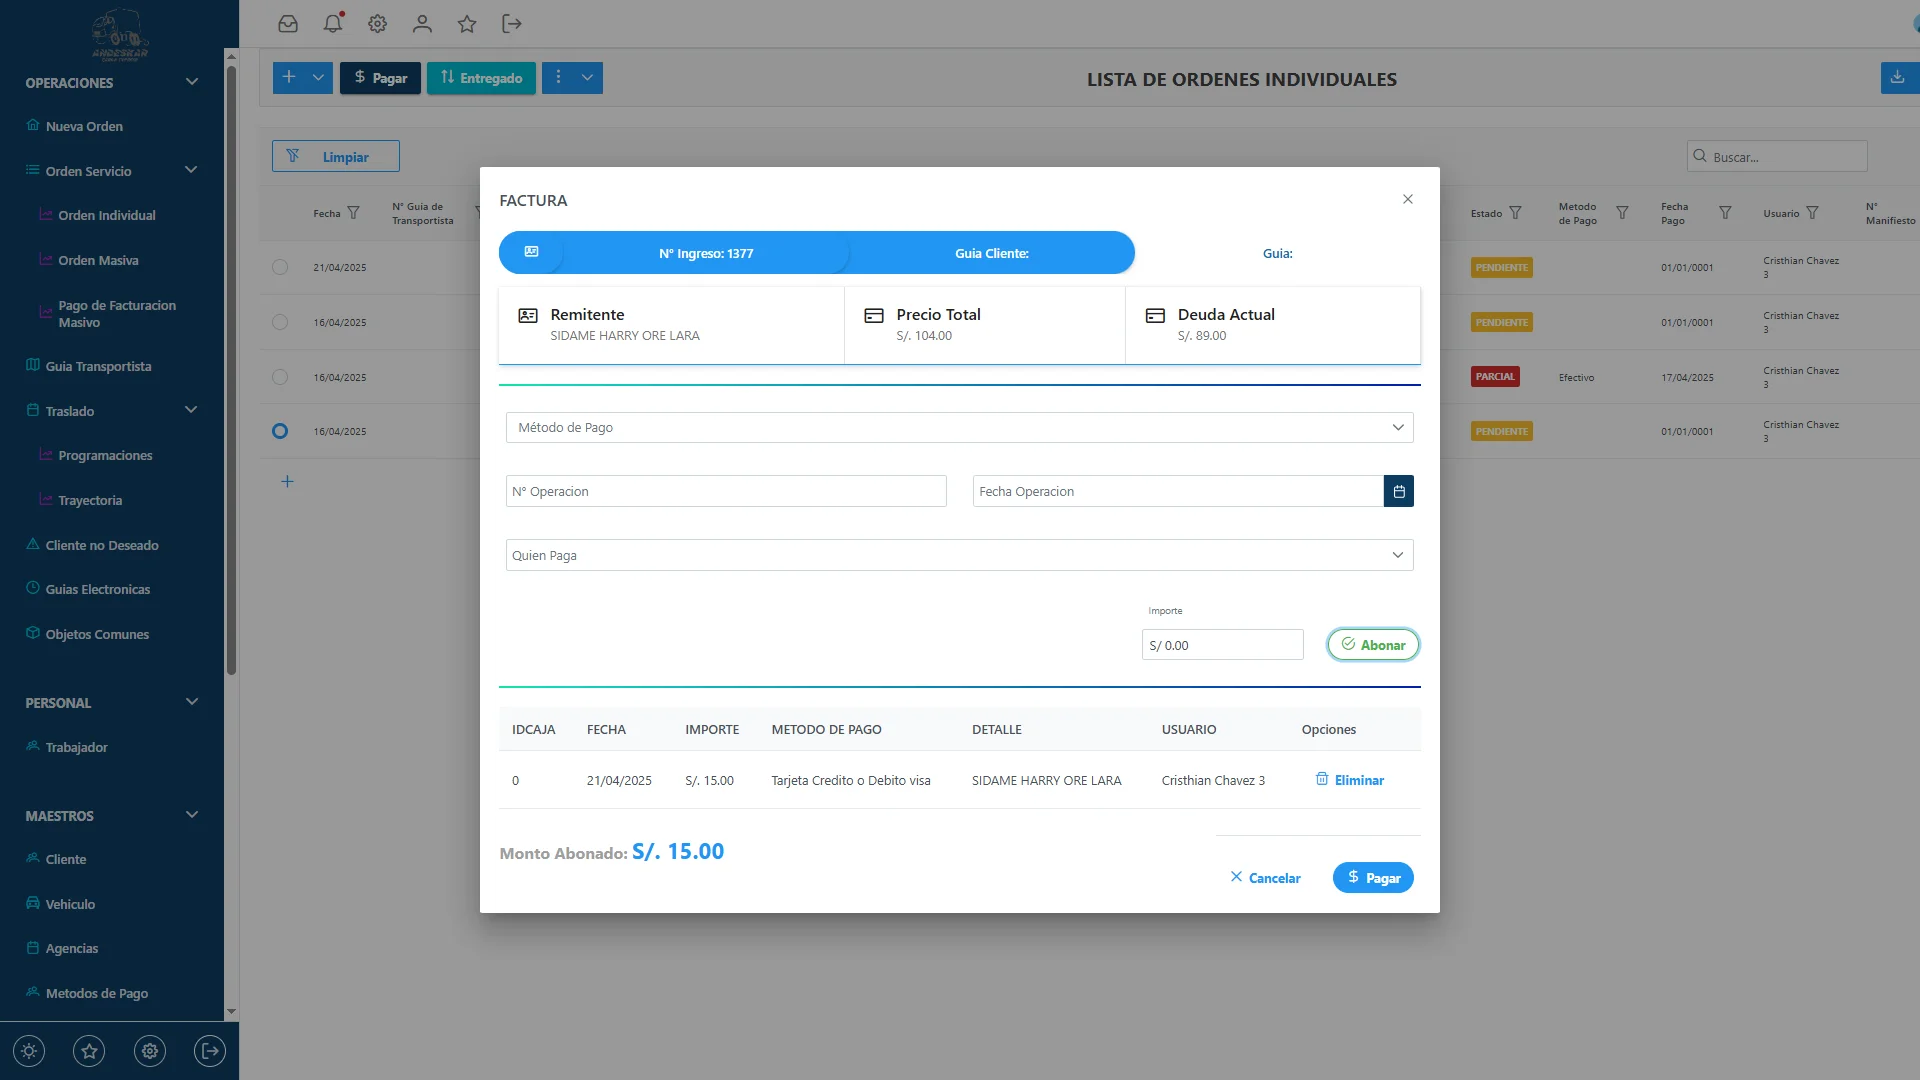 ANDESKAR
OPERACIONES
Nueva Orden
Orden Servicio
Orden Individual
Orden Masiva
Pago de Facturacion
Masivo
Guia Transportista
Traslado
Programaciones
Trayectoria
Cliente no Deseado
Guias Electronicas
Objetos Comunes
PERSONAL
Trabajador
MAESTROS
Cliente
Vehiculo
Agencias
Metodos de Pago
Pagar
Entregado
LISTA DE ORDENES INDIVIDUALES
Limpiar
Buscar...
Fecha
N° Guia de
Transportista
Estado
Metodo
de Pago
Fecha
Pago
Usuario
N°
Manifiesto
21/04/2025
PENDIENTE
01/01/0001
Cristhian Chavez
3
16/04/2025
PENDIENTE
01/01/0001
Cristhian Chavez
3
16/04/2025
PARCIAL
Efectivo
17/04/2025
Cristhian Chavez
3
16/04/2025
PENDIENTE
01/01/0001
Cristhian Chavez
3
FACTURA
N° Ingreso: 1377
Guia Cliente:
Guia:
Remitente
SIDAME HARRY ORE LARA
Precio Total
S/. 104.00
Deuda Actual
S/. 89.00
Método de Pago
N° Operacion
Fecha Operacion
Quien Paga
Importe
S/ 0.00
Abonar
IDCAJA FECHA IMPORTE METODO DE PAGO DETALLE USUARIO Opciones
0 21/04/2025 S/. 15.00 Tarjeta Credito o Debito visa SIDAME HARRY ORE LARA Cristhian Chavez 3 Eliminar
Monto Abonado: S/. 15.00
Cancelar
Pagar